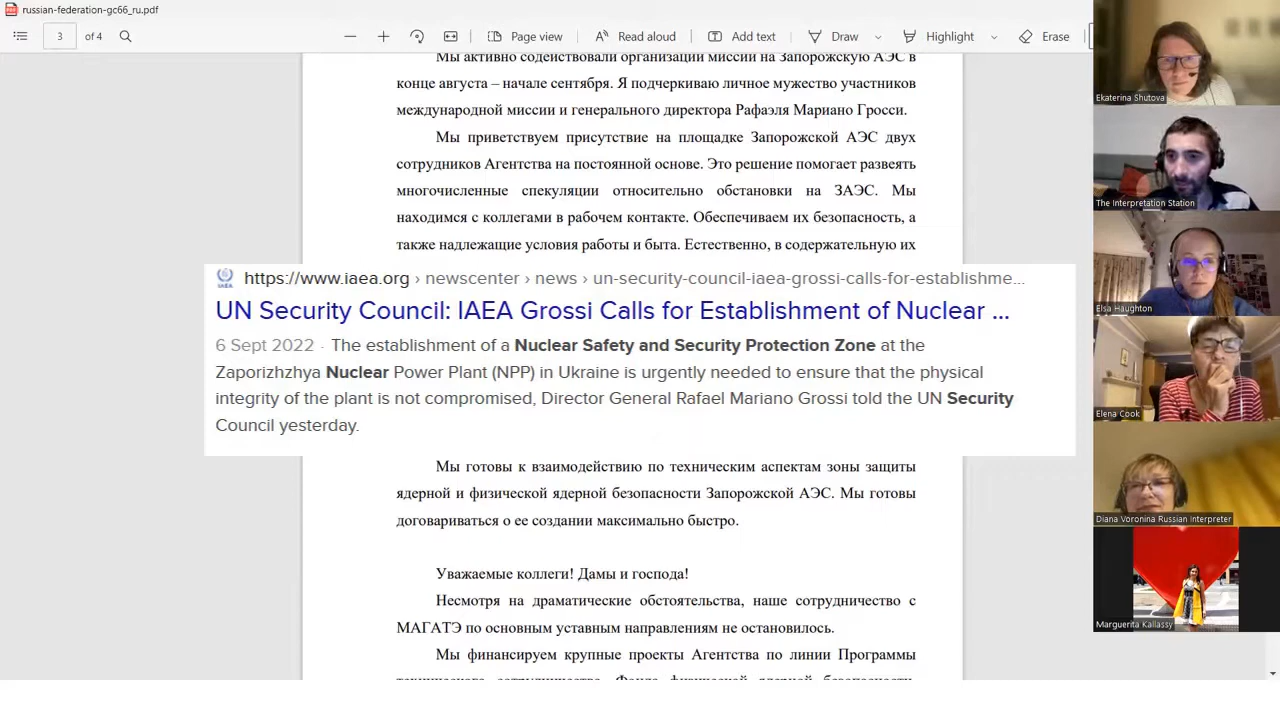 russian-federation-gc66_ru.pdf
3 of 4
Page view
Read aloud
Add text
Draw
Highlight
Erase
Мы активно содействовали организации миссии на Запорожскую АЭС в
конце августа – начале сентября. Я подчеркиваю личное мужество участников
международной миссии и генерального директора Рафаэля Мариано Гросси.
Мы приветствуем присутствие на площадке Запорожской АЭС двух
сотрудников Агентства на постоянной основе. Это решение помогает развеять
многочисленные спекуляции относительно обстановки на ЗАЭС. Мы
находимся с коллегами в рабочем контакте. Обеспечиваем их безопасность, а
также надлежащие условия работы и быта. Естественно, в содержательную их
IAEA
https://www.iaea.org › newscenter › news › un-security-council-iaea-grossi-calls-for-establishme...
UN Security Council: IAEA Grossi Calls for Establishment of Nuclear ...
6 Sept 2022 · The establishment of a Nuclear Safety and Security Protection Zone at the
Zaporizhzhya Nuclear Power Plant (NPP) in Ukraine is urgently needed to ensure that the physical
integrity of the plant is not compromised, Director General Rafael Mariano Grossi told the UN Security
Council yesterday.
Мы готовы к взаимодействию по техническим аспектам зоны защиты
ядерной и физической ядерной безопасности Запорожской АЭС. Мы готовы
договариваться о ее создании максимально быстро.
Уважаемые коллеги! Дамы и господа!
Несмотря на драматические обстоятельства, наше сотрудничество с
МАГАТЭ по основным уставным направлениям не остановилось.
Мы финансируем крупные проекты Агентства по линии Программы
технического сотрудничества, Фонда физической ядерной безопасности,
Ekaterina Shutova
The Interpretation Station
Elsa Haughton
Elena Cook
Diana Voronina Russian Interpreter
Marguerita Kallassy